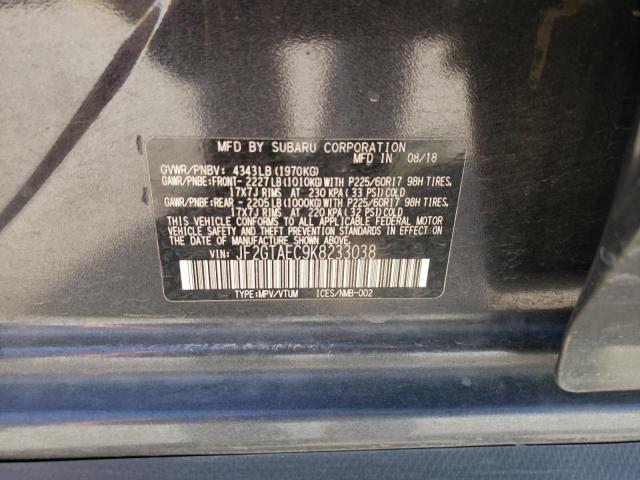 MFD BY SUBARU CORPORATION
GVWR/PNBV: 4343LB (1970KG) MFD IN 08/18
GAWR/PNBE:FRONT- 2227LB(1010KG)WITH P225/60R17 98H TIRES,
17X7J RIMS AT 230 KPA (33 PSI)COLD
GAWR/PNBE:REAR - 2205LB(1000KG)WITH P225/60R17 98H TIRES,
17X7J RIMS AT 220 KPA (32 PSI)COLD
THIS VEHICLE CONFORMS TO ALL APPLICABLE FEDERAL MOTOR
VEHICLE SAFETY AND THEFT PREVENTION STANDARDS
IN EFFECT ON THE DATE OF MANUFACTURE SHOWN ABOVE.
VIN: JF2GTAEC9K8233038
TYPE:MPV/VTUM ICES/NMB-002